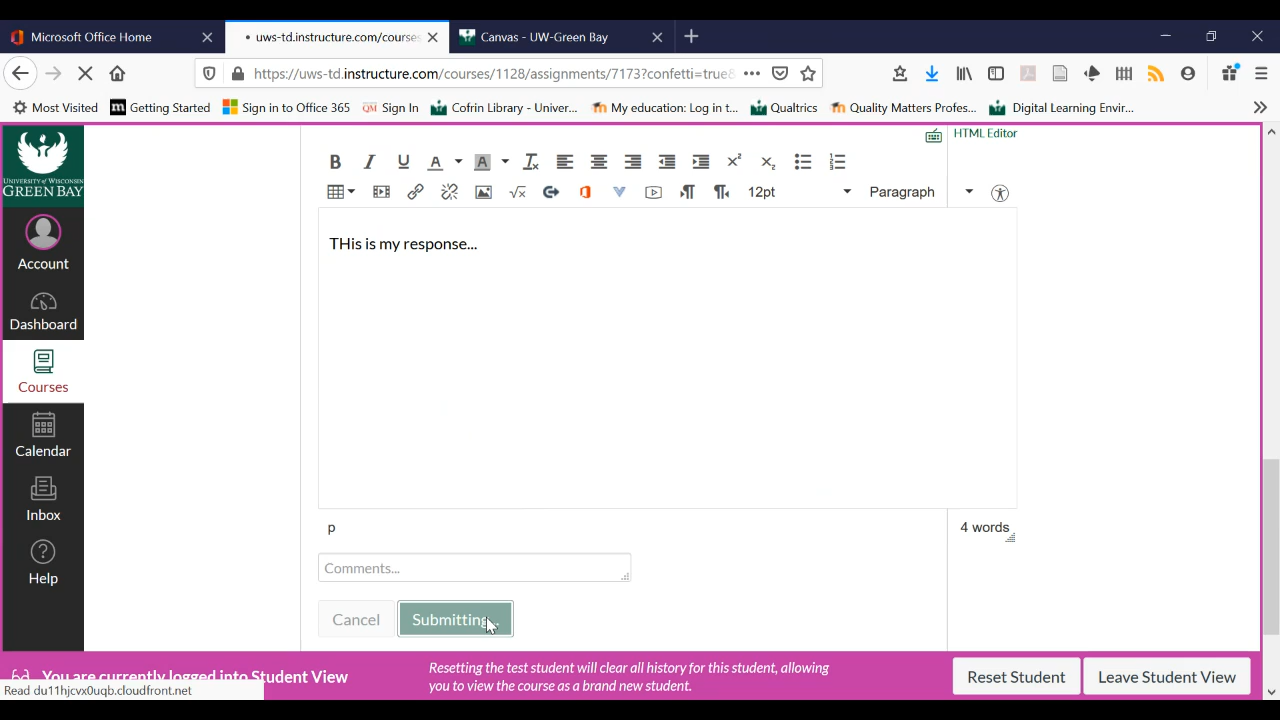 Microsoft Office Home
uws-td.instructure.com/courses
Canvas - UW-Green Bay
https://uws-td.instructure.com/courses/1128/assignments/7173?confetti=true&
Most Visited
Getting Started
Sign in to Office 365
QM Sign In
Cofrin Library - Univer...
My education: Log in t...
Qualtrics
Quality Matters Profes...
Digital Learning Envir...
UNIVERSITY of WISCONSIN
GREEN BAY
HTML Editor
12pt
Paragraph
Account
Dashboard
Courses
Calendar
Inbox
Help
THis is my response...
p
4 words
Comments...
Cancel
Submitting...
You are currently logged into Student View
Resetting the test student will clear all history for this student, allowing
you to view the course as a brand new student.
Reset Student
Leave Student View
Read du11hjcvx0uqb.cloudfront.net